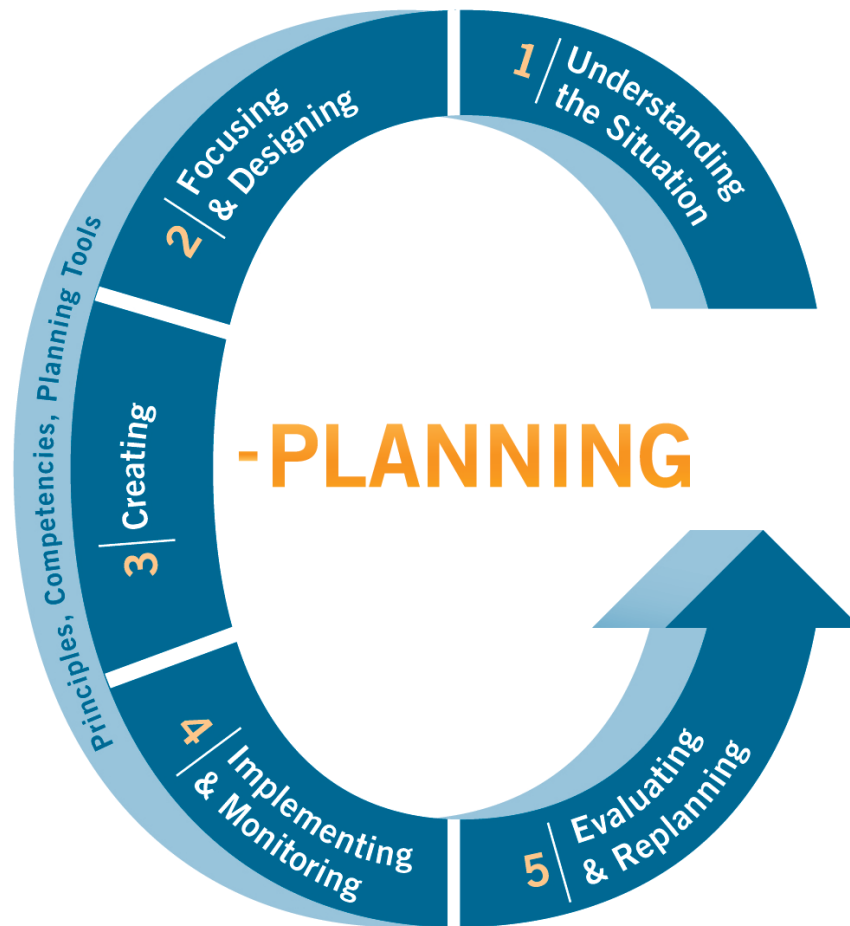 1
Understanding
the Situation
2
Focusing
& Designing
3
Creating
4
Implementing
& Monitoring
5
Evaluating
& Replanning
Principles, Competencies, Planning Tools
-PLANNING